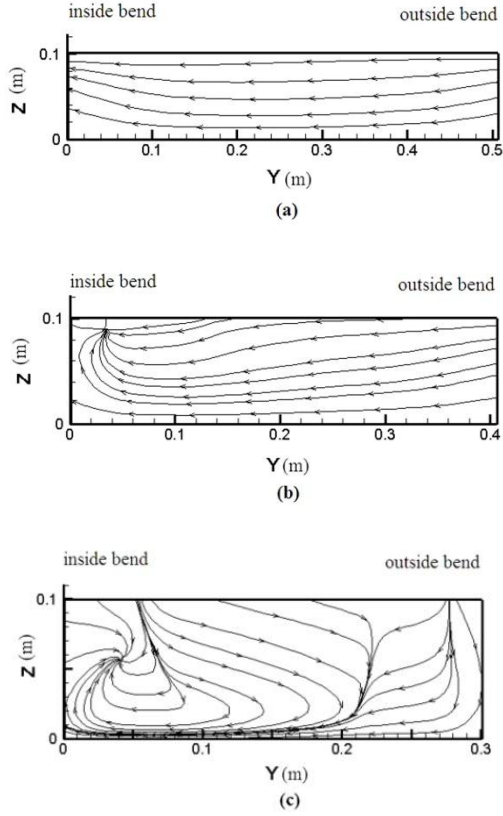 inside bend outside bend
0.1
Z (m)
0
0 0.1 0.2 0.3 0.4 0.5
Y (m)
(a)
inside bend outside bend
0.1
Z (m)
0
0 0.1 0.2 0.3 0.4
Y (m)
(b)
inside bend outside bend
0.1
Z (m)
0
0 0.1 0.2 0.3
Y (m)
(c)